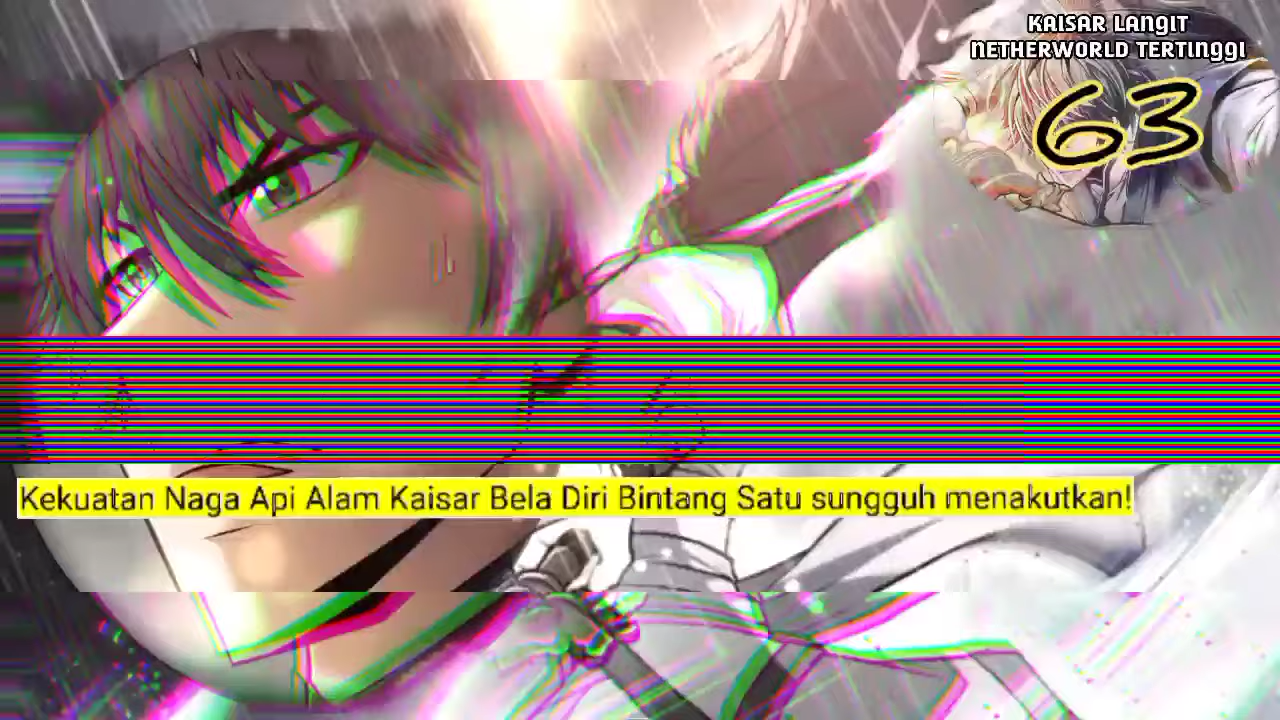 KAISAR LANGIT
NETHERWORLD TERTINGGI
63
Kekuatan Naga Api Alam Kaisar Bela Diri Bintang Satu sungguh menakutkan!